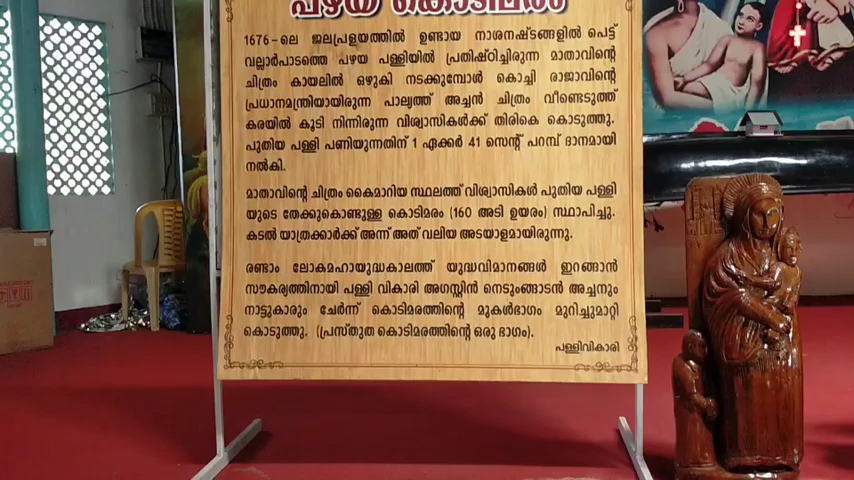 പഴയ കൊടിമരം
1676-ലെ ജലപ്രളയത്തിൽ ഉണ്ടായ നാശനഷ്ടങ്ങളിൽ പെട്ട്
വല്ലാർപാടത്തെ പഴയ പള്ളിയിൽ പ്രതിഷ്ഠിച്ചിരുന്ന മാതാവിന്റെ
ചിത്രം കായലിൽ ഒഴുകി നടക്കുമ്പോൾ കൊച്ചി രാജാവിന്റെ
പ്രധാനമന്ത്രിയായിരുന്ന പാല്യത്ത് അച്ചൻ ചിത്രം വീണ്ടെടുത്ത്
കരയിൽ കൂടി നിന്നിരുന്ന വിശ്വാസികൾക്ക് തിരികെ കൊടുത്തു.
പുതിയ പള്ളി പണിയുന്നതിന് 1 ഏക്കർ 41 സെന്റ് പറമ്പ് ദാനമായി
നൽകി.
മാതാവിന്റെ ചിത്രം കൈമാറിയ സ്ഥലത്ത് വിശ്വാസികൾ പുതിയ പള്ളി
യുടെ തേക്കുകൊണ്ടുള്ള കൊടിമരം (160 അടി ഉയരം) സ്ഥാപിച്ചു.
കടൽ യാത്രക്കാർക്ക് അന്ന് അത് വലിയ അടയാളമായിരുന്നു.
രണ്ടാം ലോകമഹായുദ്ധകാലത്ത് യുദ്ധവിമാനങ്ങൾ ഇറങ്ങാൻ
സൗകര്യത്തിനായി പള്ളി വികാരി അഗസ്റ്റിൻ നെടുംങ്ങാടൻ അച്ചനും
നാട്ടുകാരും ചേർന്ന് കൊടിമരത്തിന്റെ മുകൾഭാഗം മുറിച്ചുമാറ്റി
കൊടുത്തു. (പ്രസ്തുത കൊടിമരത്തിന്റെ ഒരു ഭാഗം).
പള്ളിവികാരി